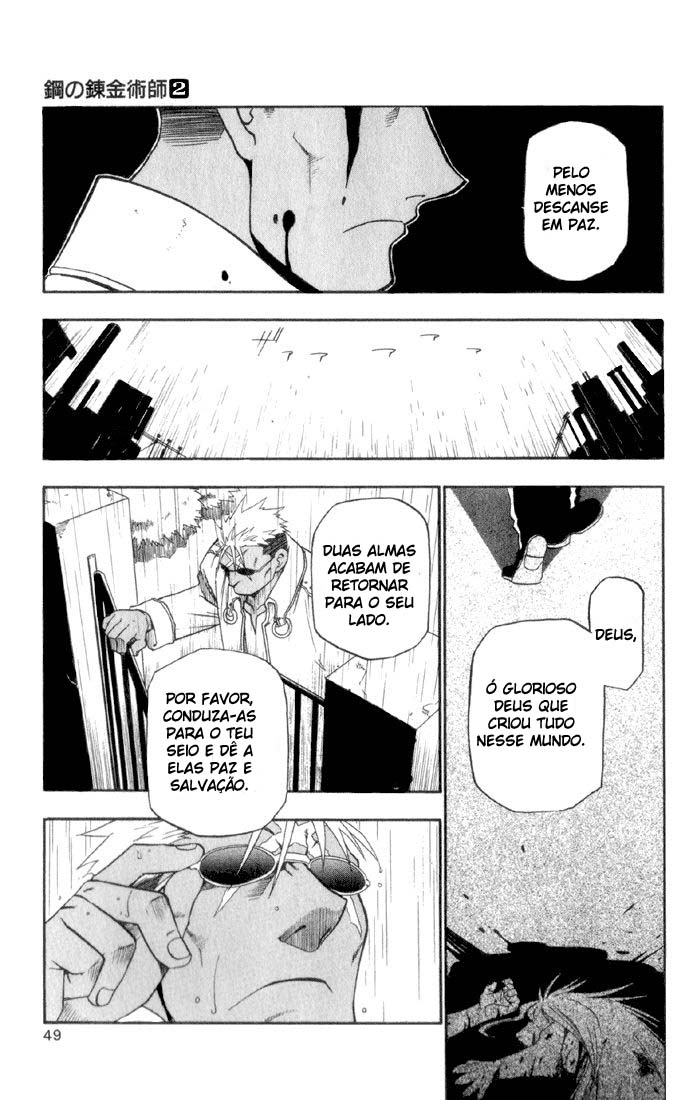 鋼の錬金術師2
PELO
MENOS
DESCANSE
EM PAZ.
DEUS,
Ó GLORIOSO
DEUS QUE
CRIOU TUDO
NESSE MUNDO.
DUAS ALMAS
ACABAM DE
RETORNAR
PARA O SEU
LADO.
POR FAVOR,
CONDUZA-AS
PARA O TEU
SEIO E DÊ A
ELAS PAZ E
SALVAÇÃO.
49